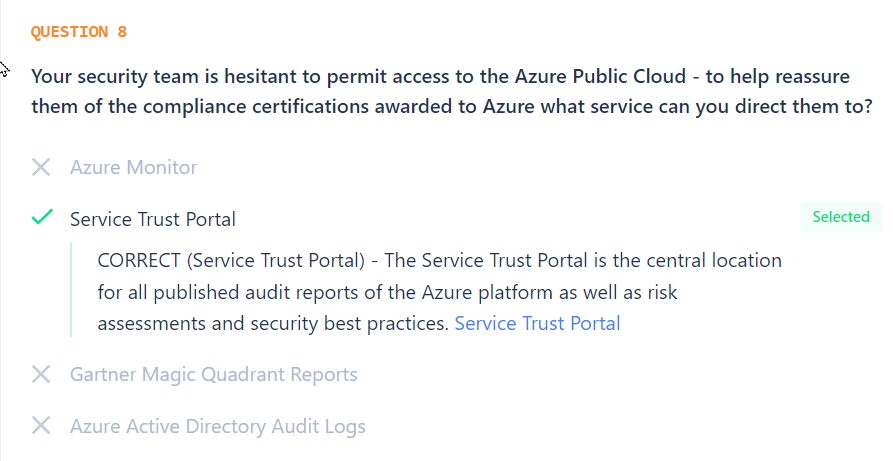 QUESTION 8
Your security team is hesitant to permit access to the Azure Public Cloud - to help reassure
them of the compliance certifications awarded to Azure what service can you direct them to?
Azure Monitor
Service Trust Portal
Selected
CORRECT (Service Trust Portal) - The Service Trust Portal is the central location
for all published audit reports of the Azure platform as well as risk
assessments and security best practices. Service Trust Portal
Gartner Magic Quadrant Reports
Azure Active Directory Audit Logs